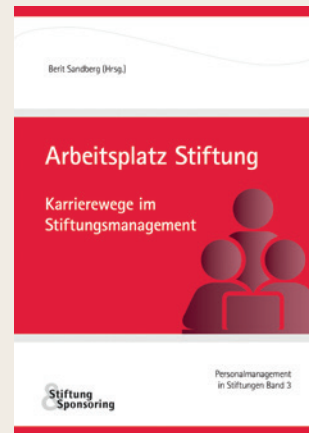 Berit Sandberg (Hrsg.)
Arbeitsplatz Stiftung
Karrierewege im
Stiftungsmanagement
Personalmanagement
in Stiftungen Band 3
&
Stiftung
Sponsoring